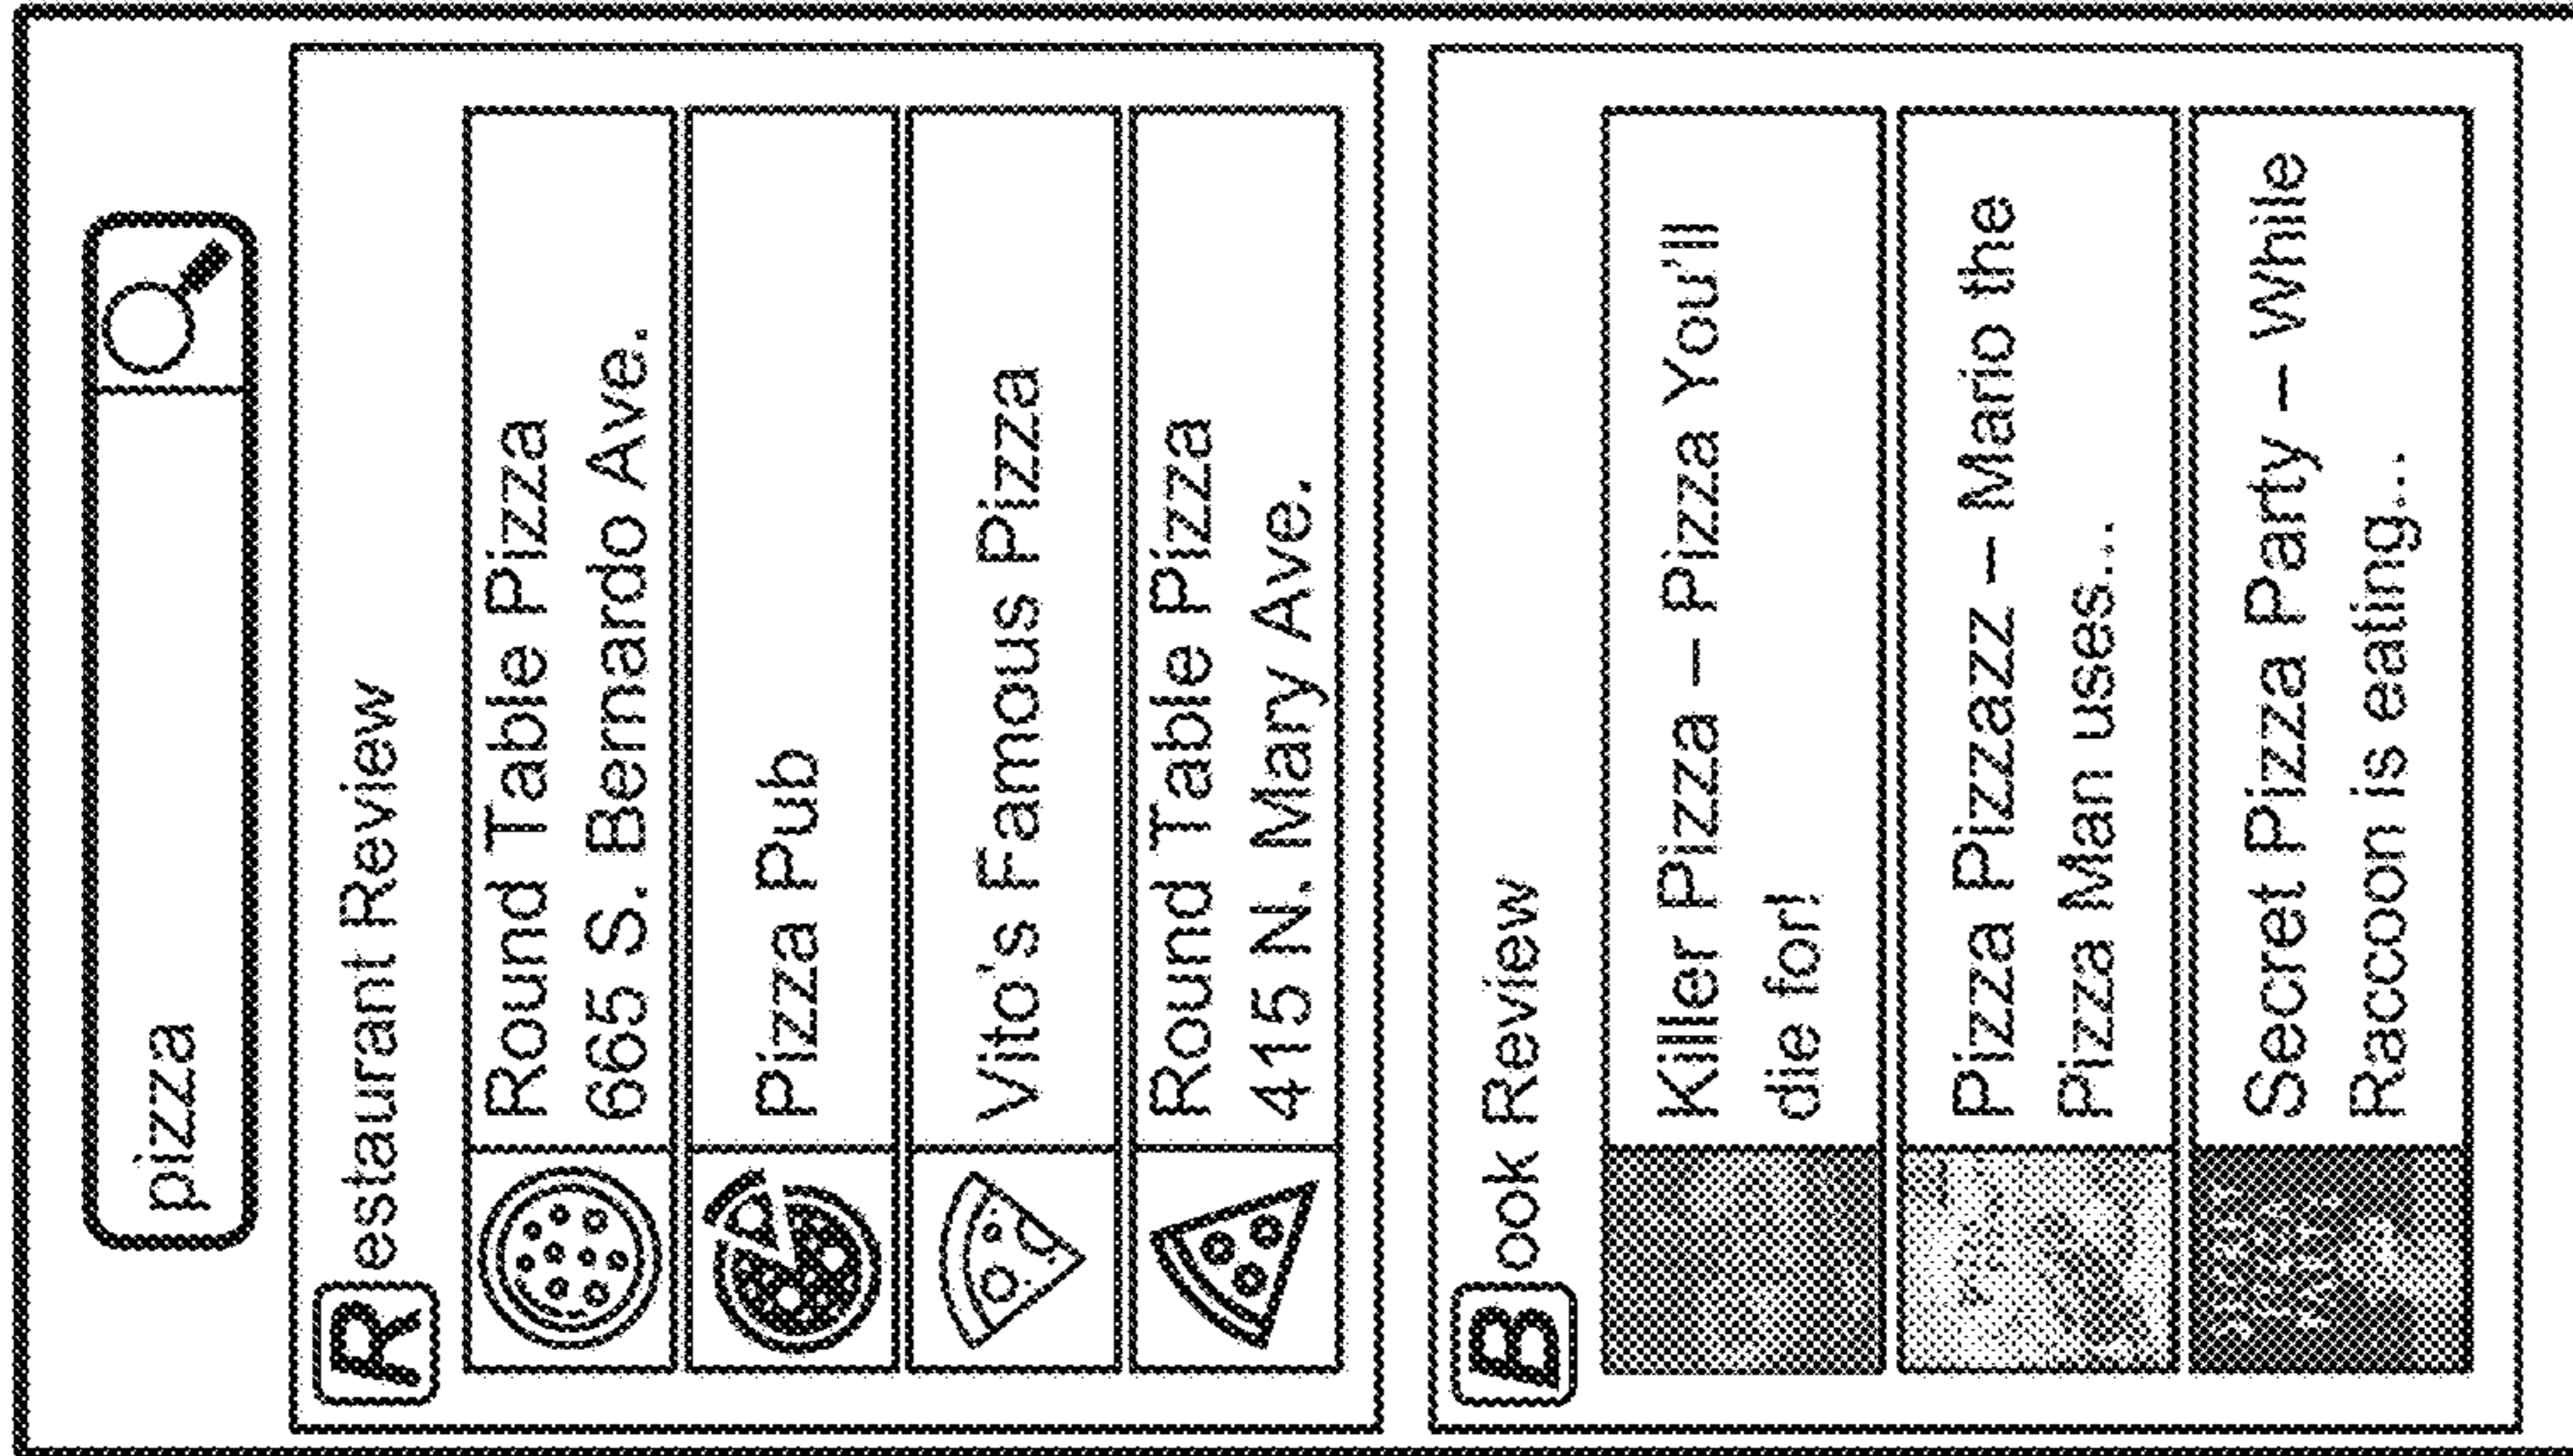 pizza
Restaurant Review
Round Table Pizza
665 S. Bernardo Ave.
Pizza Pub
Vito's Famous Pizza
Round Table Pizza
415 N. Mary Ave.
Book Review
Killer Pizza – Pizza You'll
die for!
Pizza Pizzazz – Mario the
Pizza Man uses...
Secret Pizza Party – While
Raccoon is eating...